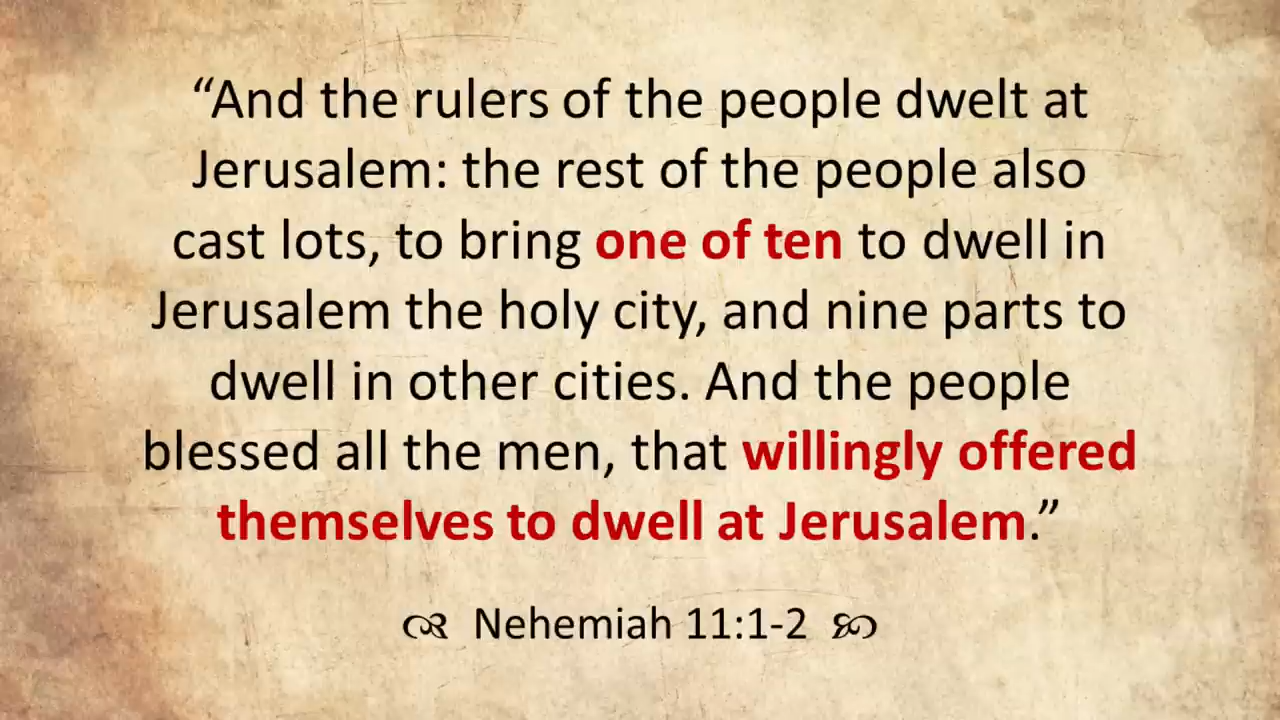 “And the rulers of the people dwelt at
Jerusalem: the rest of the people also
cast lots, to bring one of ten to dwell in
Jerusalem the holy city, and nine parts to
dwell in other cities. And the people
blessed all the men, that willingly offered
themselves to dwell at Jerusalem.”
Nehemiah 11:1-2